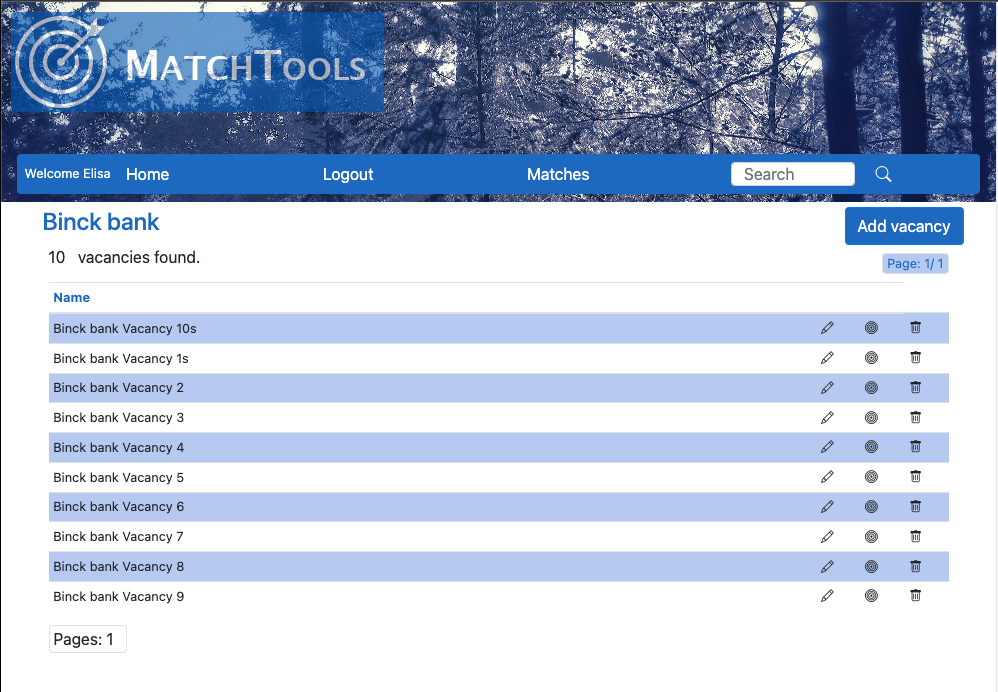 MatchTools
Welcome Elisa Home Logout Matches Search
Binck bank
Add vacancy
10 vacancies found.
Page: 1/ 1
Name
Binck bank Vacancy 10s
Binck bank Vacancy 1s
Binck bank Vacancy 2
Binck bank Vacancy 3
Binck bank Vacancy 4
Binck bank Vacancy 5
Binck bank Vacancy 6
Binck bank Vacancy 7
Binck bank Vacancy 8
Binck bank Vacancy 9
Pages: 1